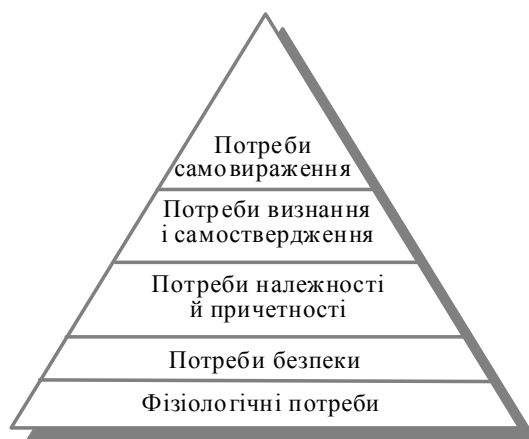 Потреби
самовираження
Потреби визнання
і самоствердження
Потреби належності
й причетності
Потреби безпеки
Фізіологічні потреби